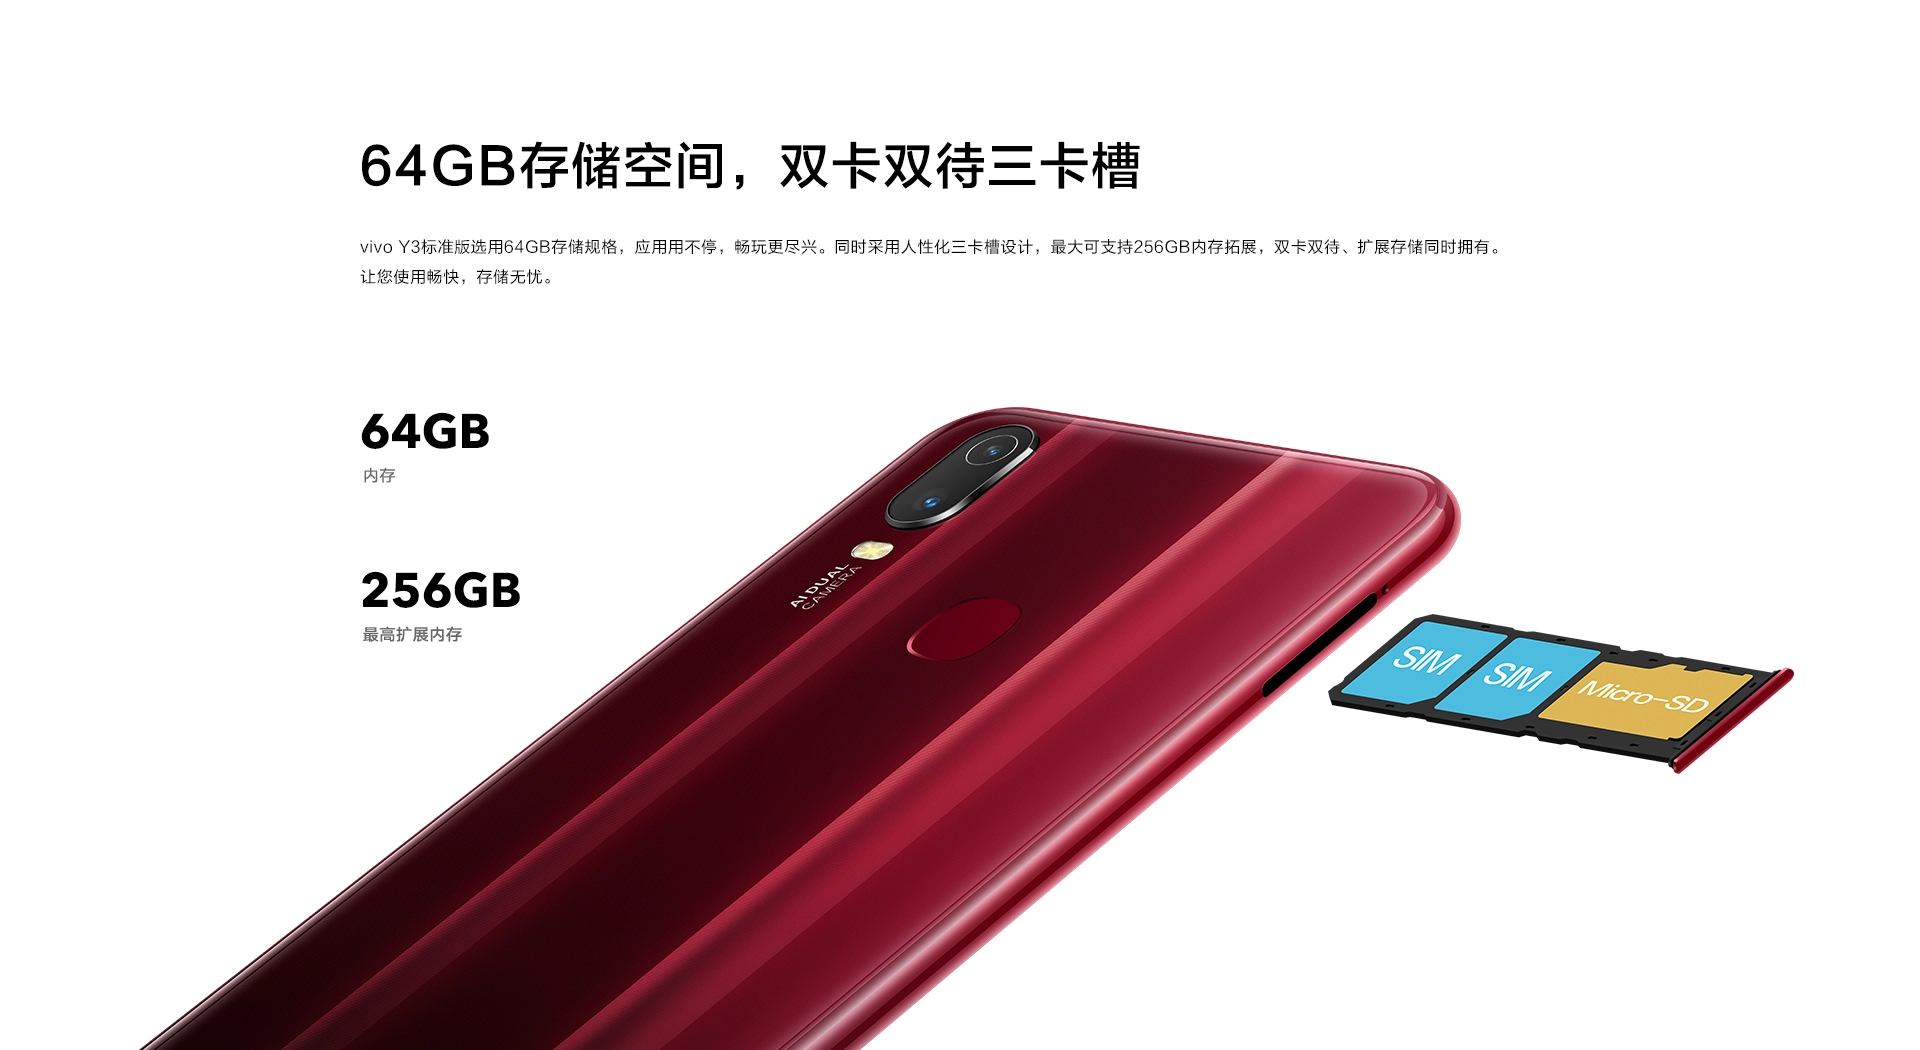 64GB存储空间，双卡双待三卡槽
vivo Y3标准版选用64GB存储规格，应用用不停，畅玩更尽兴。同时采用人性化三卡槽设计，最大可支持256GB内存拓展，双卡双待、扩展存储同时拥有。
让您使用畅快，存储无忧。
64GB
内存
256GB
最高扩展内存
AI DUAL
CAMERA
SIM
SIM
Micro-SD